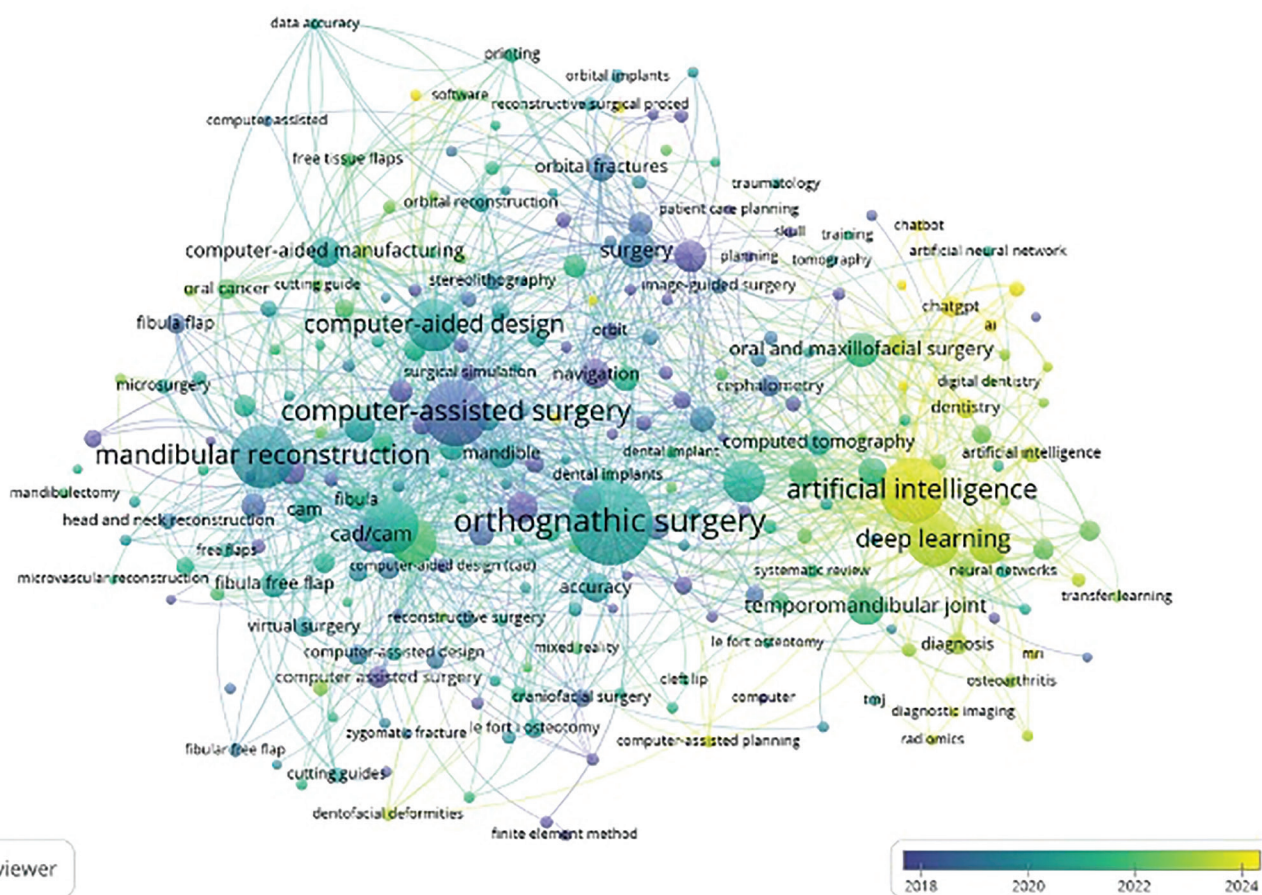 data accuracy
printing
orbital implants
software
reconstructive surgical proced
computer assisted
free tissue flaps
orbital fractures
traumatology
orbital reconstruction
patient care planning
skull
training
chatbot
computer-aided manufacturing
surgery
planning
tomography
artificial neural network
oral cancer
cutting guide
stereolithography
image-guided surgery
chatgpt
fibula flap
computer-aided design
orbit
ai
oral and maxillofacial surgery
microsurgery
surgical simulation
navigation
cephalometry
digital dentistry
computer-assisted surgery
dentistry
mandibular reconstruction
mandible
dental implant
computed tomography
artificial intelligence
dental implants
mandibulectomy
fibula
artificial intelligence
cam
head and neck reconstruction
cad/cam
orthognathic surgery
deep learning
free flaps
computer-aided design (cad)
microvascular reconstruction
fibula free flap
accuracy
systematic review
neural networks
transfer learning
virtual surgery
reconstructive surgery
temporomandibular joint
computer-assisted design
mixed reality
le fort osteotomy
diagnosis
mri
computer assisted surgery
cleft lip
osteoarthritis
craniofacial surgery
computer
tmj
diagnostic imaging
zygomatic fracture
le fort i osteotomy
computer-assisted planning
radiomics
fibular free flap
cutting guides
dentofacial deformities
finite element method
viewer
2018
2020
2022
2024